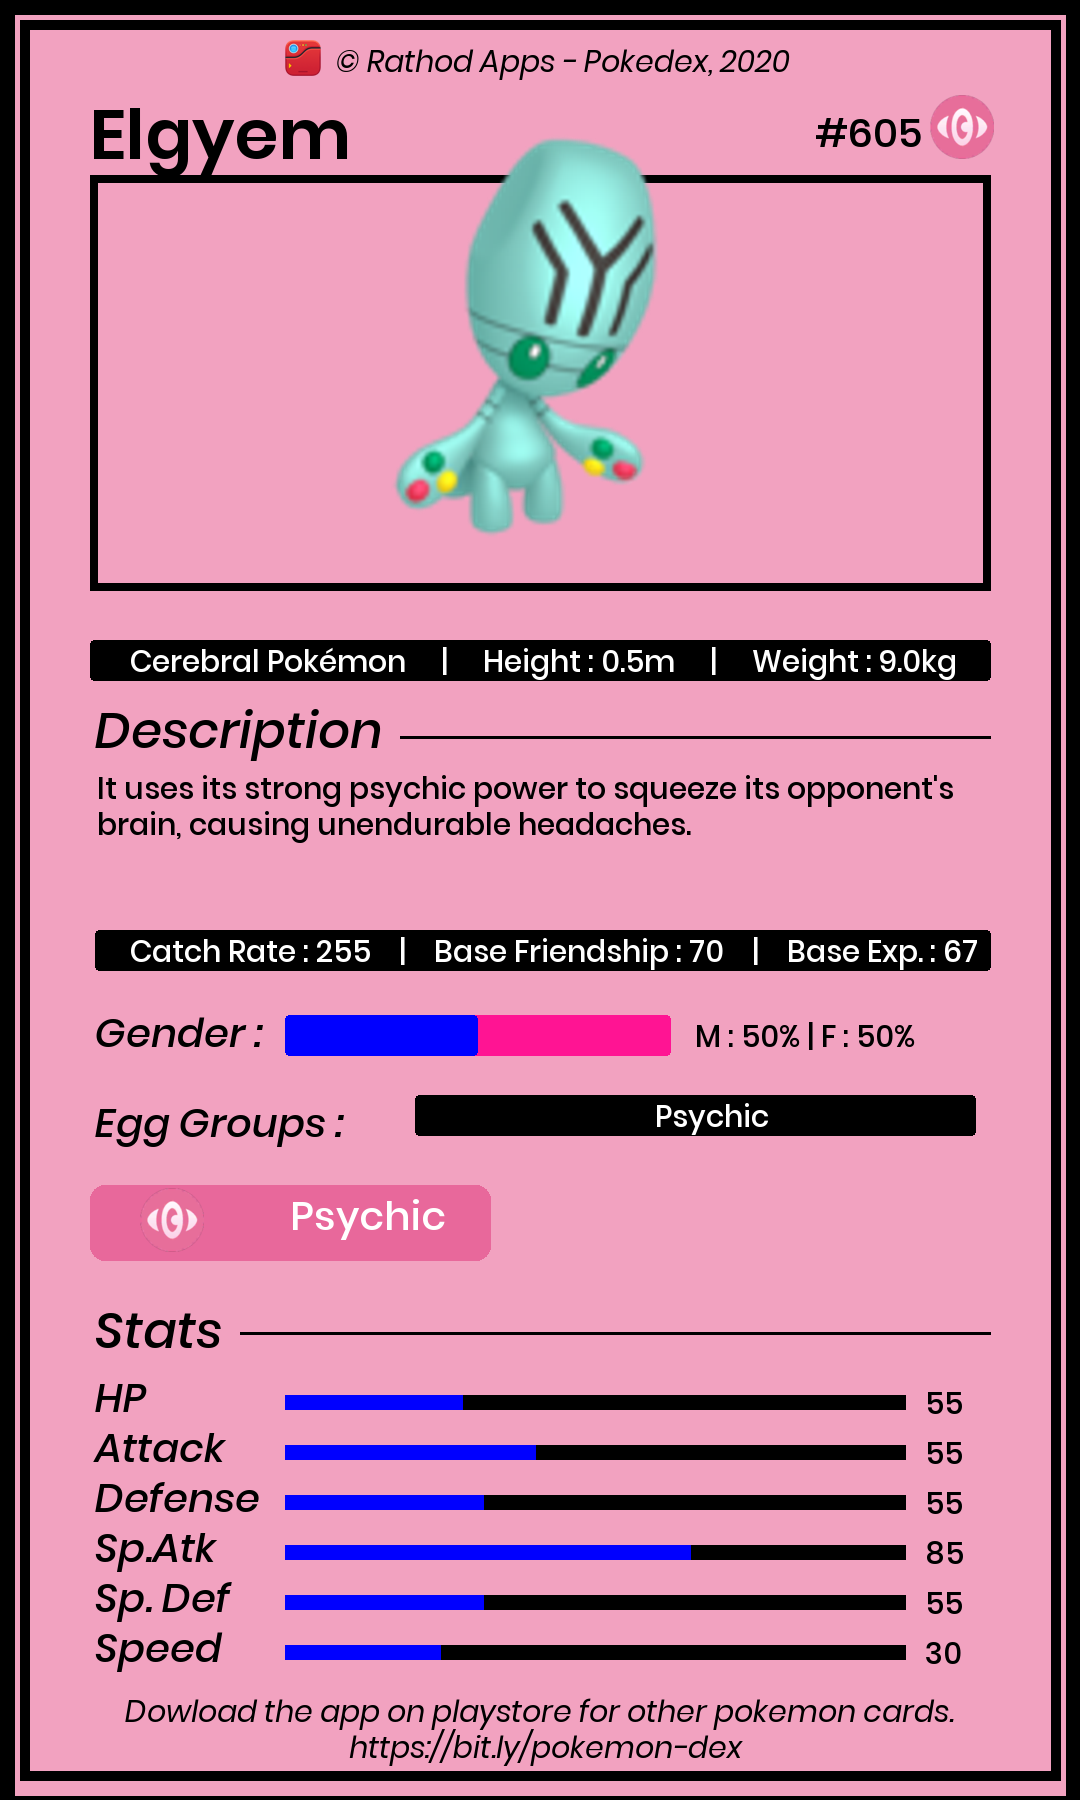 © Rathod Apps - Pokedex, 2020
Elgyem #605
Cerebral Pokémon | Height : 0.5m | Weight : 9.0kg
Description
It uses its strong psychic power to squeeze its opponent's
brain, causing unendurable headaches.
Catch Rate : 255 | Base Friendship : 70 | Base Exp. : 67
Gender : M : 50% | F : 50%
Egg Groups : Psychic
Psychic
Stats
HP 55
Attack 55
Defense 55
Sp.Atk 85
Sp. Def 55
Speed 30
Dowload the app on playstore for other pokemon cards.
https://bit.ly/pokemon-dex